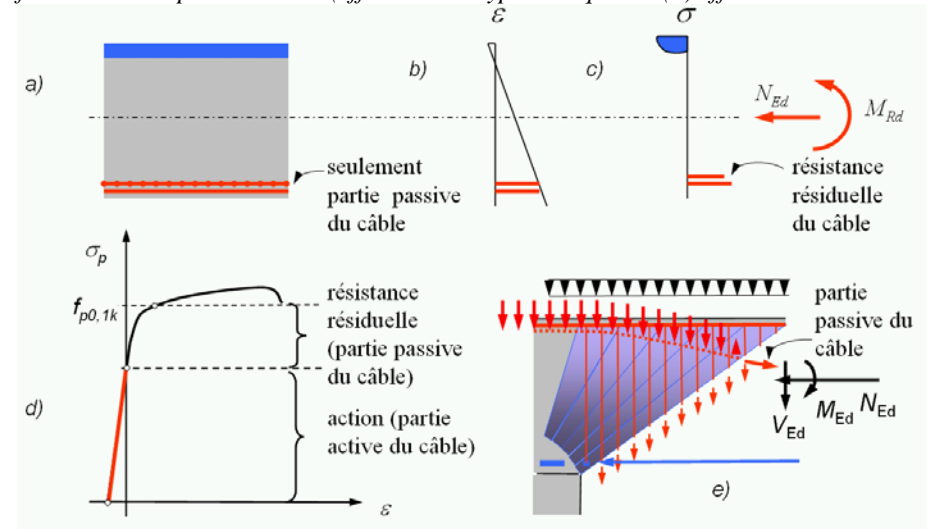 ε
σ
a)
b)
c)
N_Ed
M_Rd
seulement
partie passive
du câble
résistance
résiduelle
du câble
σ_p
f_p0,1k
résistance
résiduelle
(partie passive
du câble)
action (partie
active du câble)
d)
ε
partie
passive du
câble
V_Ed
M_Ed
N_Ed
e)